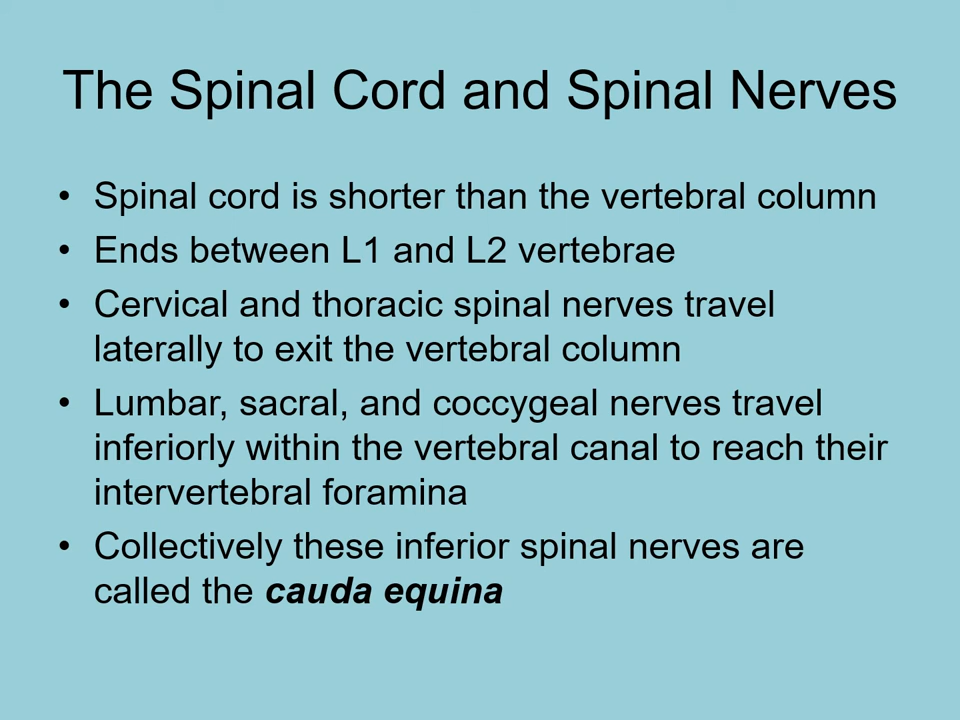 The Spinal Cord and Spinal Nerves
• Spinal cord is shorter than the vertebral column
• Ends between L1 and L2 vertebrae
• Cervical and thoracic spinal nerves travel
laterally to exit the vertebral column
• Lumbar, sacral, and coccygeal nerves travel
inferiorly within the vertebral canal to reach their
intervertebral foramina
• Collectively these inferior spinal nerves are
called the cauda equina